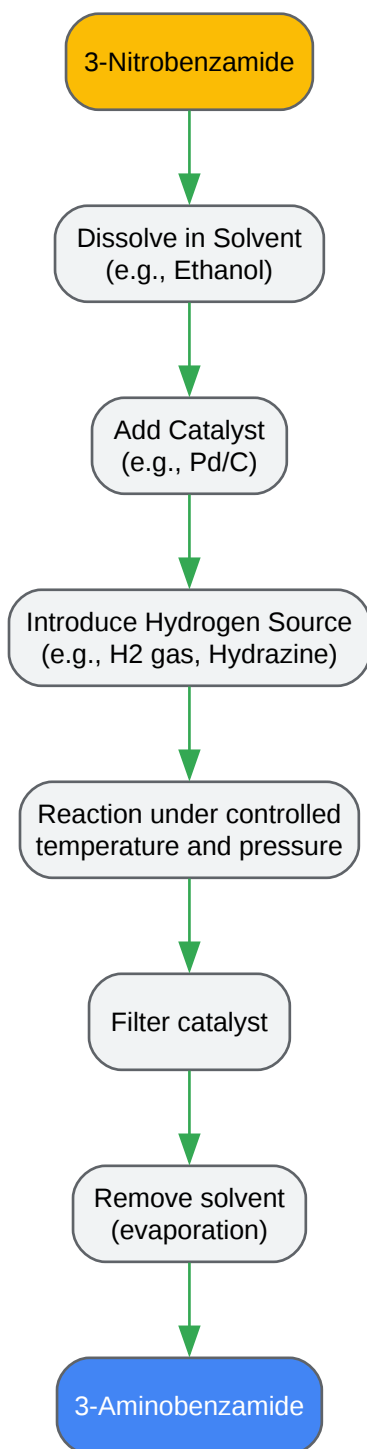 3-Nitrobenzamide
Dissolve in Solvent
(e.g., Ethanol)
Add Catalyst
(e.g., Pd/C)
Introduce Hydrogen Source
(e.g., H2 gas, Hydrazine)
Reaction under controlled
temperature and pressure
Filter catalyst
Remove solvent
(evaporation)
3-Aminobenzamide